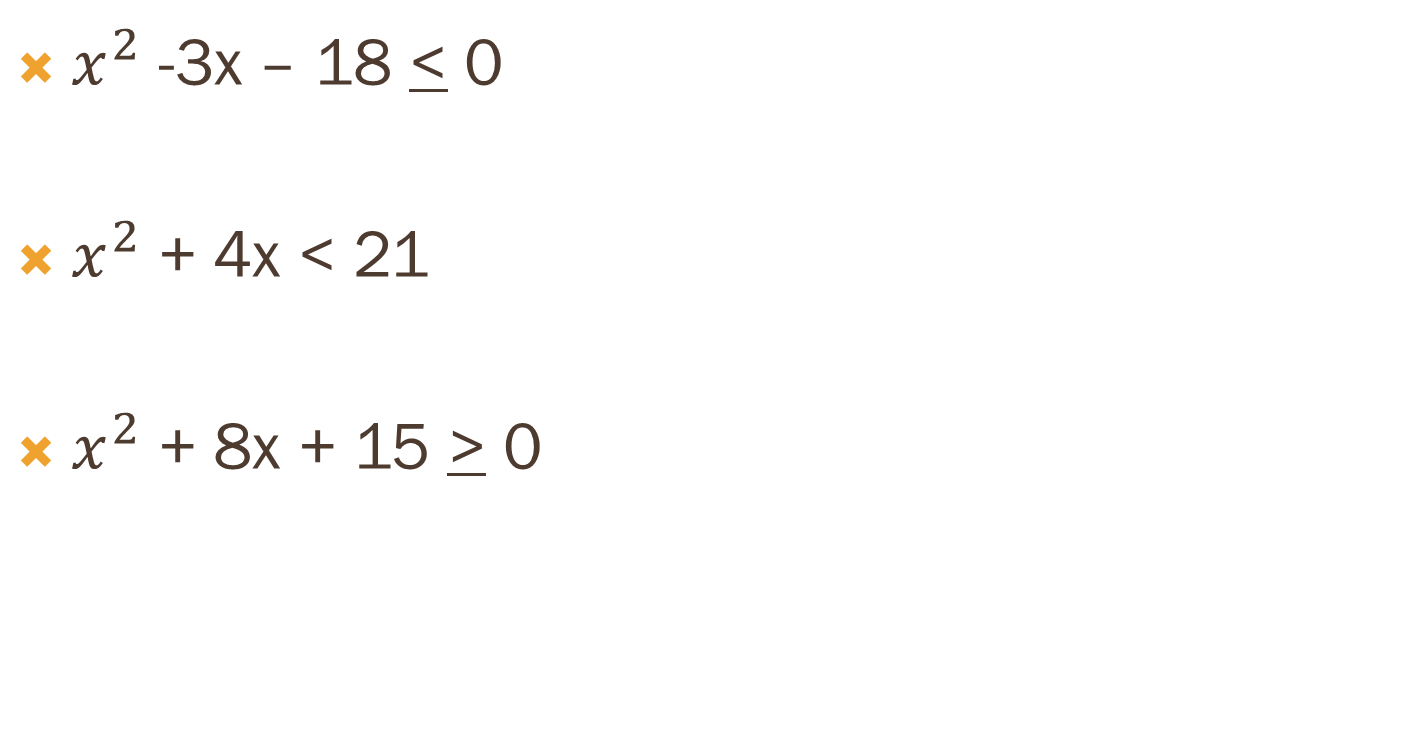 ✖ 𝑥² -3x – 18 ≤ 0
✖ 𝑥² + 4x < 21
✖ 𝑥² + 8x + 15 ≥ 0